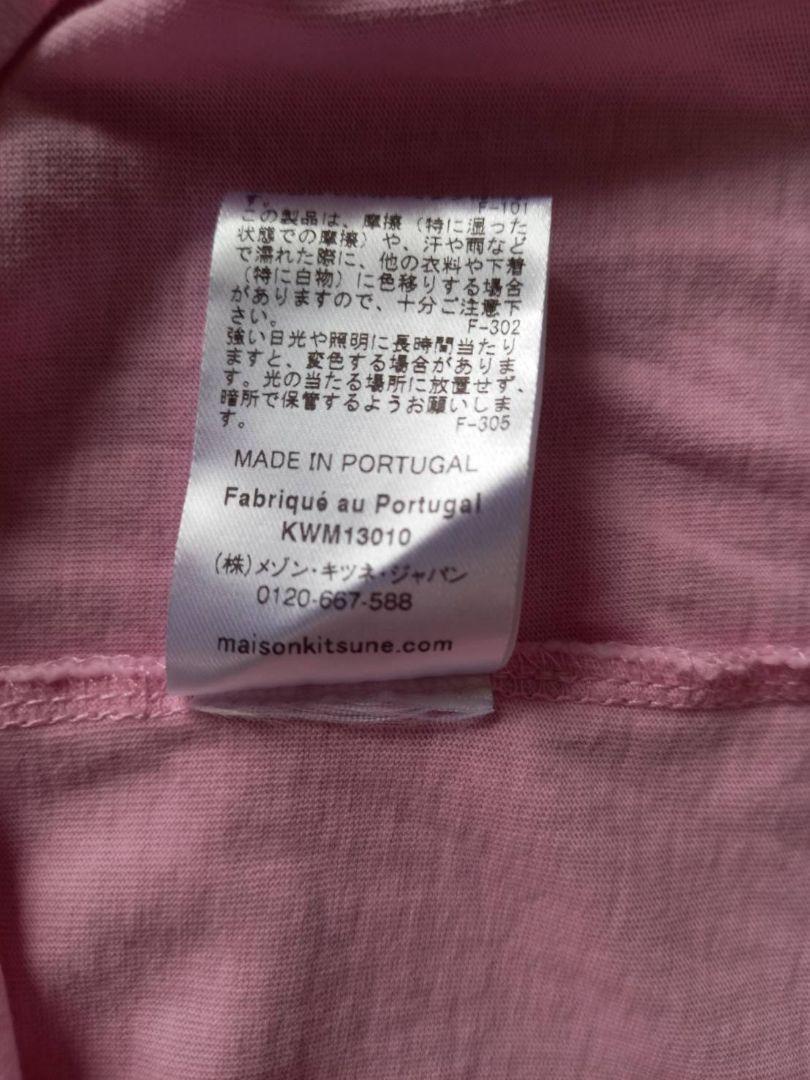 す。 F-101
この製品は、摩擦（特に湿った
状態での摩擦）や、汗や雨など
で濡れた際に、他の衣料や下着
（特に白物）に色移りする場合
がありますので、十分ご注意下
さい。 F-302
強い日光や照明に長時間当たり
ますと、変色する場合がありま
す。光の当たる場所に放置せず、
暗所で保管するようお願いしま
す。 F-305
MADE IN PORTUGAL
Fabriqué au Portugal
KWM13010
(株)メゾン・キツネ・ジャパン
0120-667-588
maisonkitsune.com